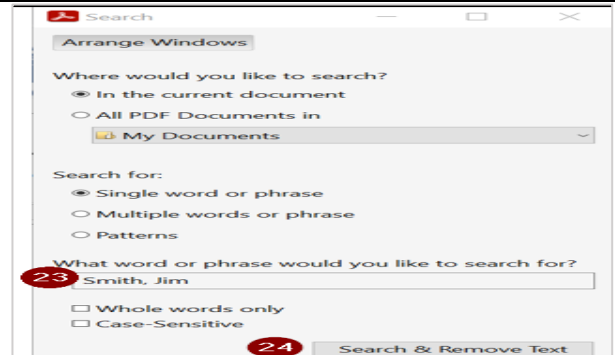 Search
Arrange Windows
Where would you like to search?
In the current document
All PDF Documents in
My Documents
Search for:
Single word or phrase
Multiple words or phrase
Patterns
What word or phrase would you like to search for?
23 Smith, Jim
Whole words only
Case-Sensitive
24 Search & Remove Text